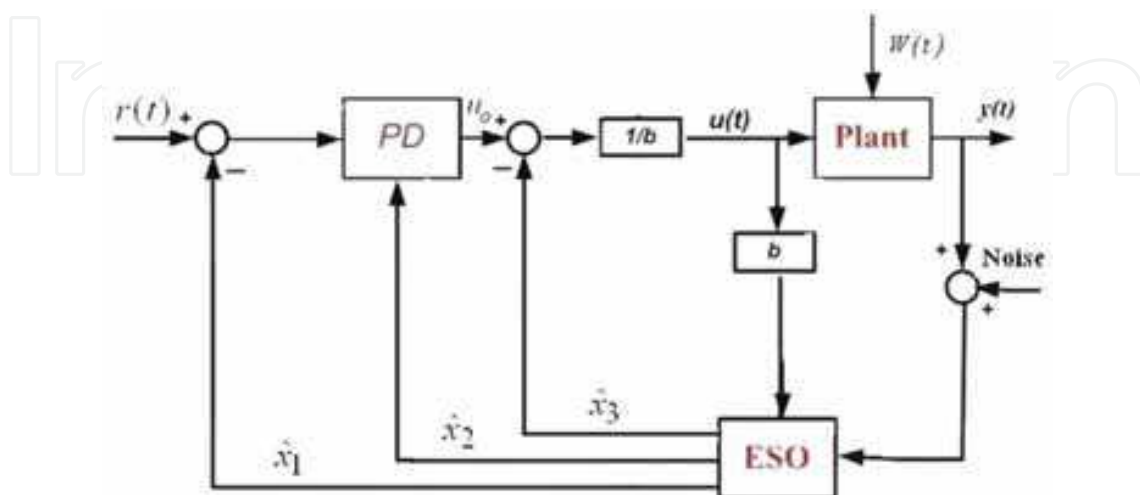 W(t)
r(t) + PD u₀ + 1/b u(t) Plant y(t)
−
−
b
+ Noise
+
x̂₃
x̂₂
x̂₁
ESO